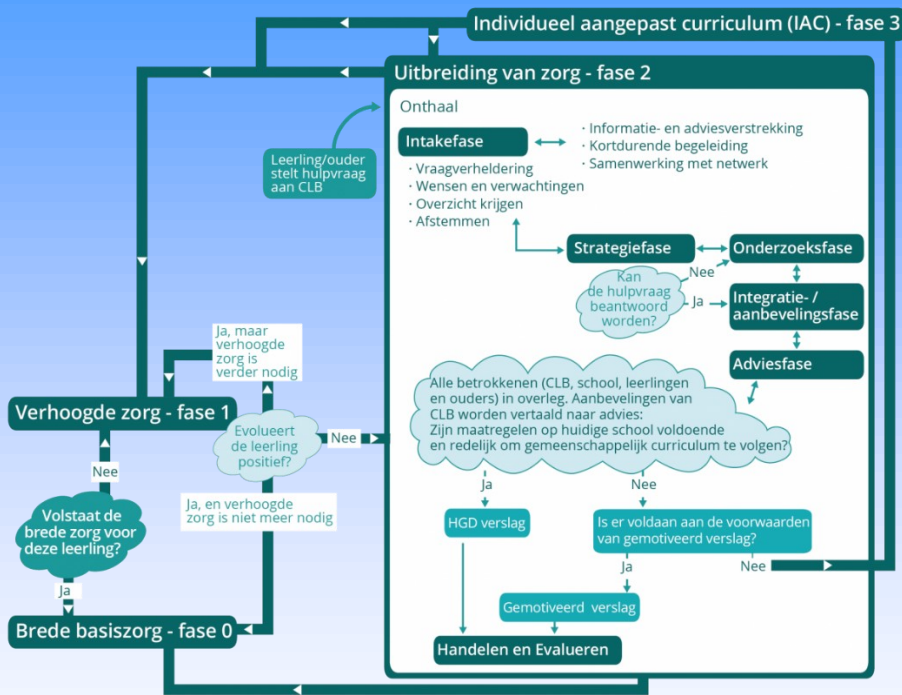 Individueel aangepast curriculum (IAC) - fase 3
Uitbreiding van zorg - fase 2
Onthaal
Leerling/ouder
stelt hulpvraag
aan CLB
Intakefase
· Vraagverheldering
· Wensen en verwachtingen
· Overzicht krijgen
· Afstemmen
· Informatie- en adviesverstrekking
· Kortdurende begeleiding
· Samenwerking met netwerk
Strategiefase
Onderzoeksfase
Kan
de hulpvraag
beantwoord
worden?
Nee
Ja
Integratie- /
aanbevelingsfase
Adviesfase
Alle betrokkenen (CLB, school, leerlingen
en ouders) in overleg. Aanbevelingen van
CLB worden vertaald naar advies:
Zijn maatregelen op huidige school voldoende
en redelijk om gemeenschappelijk curriculum te volgen?
Ja
Nee
HGD verslag
Is er voldaan aan de voorwaarden
van gemotiveerd verslag?
Ja
Nee
Gemotiveerd verslag
Handelen en Evalueren
Ja, maar
verhoogde
zorg is
verder nodig
Verhoogde zorg - fase 1
Evolueert
de leerling
positief?
Nee
Nee
Ja, en verhoogde
zorg is niet meer nodig
Volstaat de
brede zorg voor
deze leerling?
Ja
Brede basiszorg - fase 0